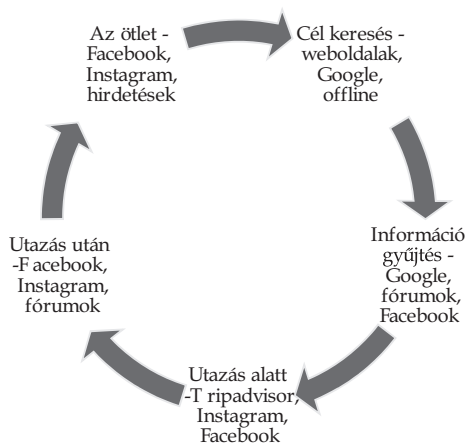 Az ötlet -
Facebook,
Instagram,
hirdetések
Cél keresés -
weboldalak,
Google,
offline
Információ
gyűjtés -
Google,
fórumok,
Facebook
Utazás alatt
-T ripadvisor,
Instagram,
Facebook
Utazás után
-F acebook,
Instagram,
fórumok